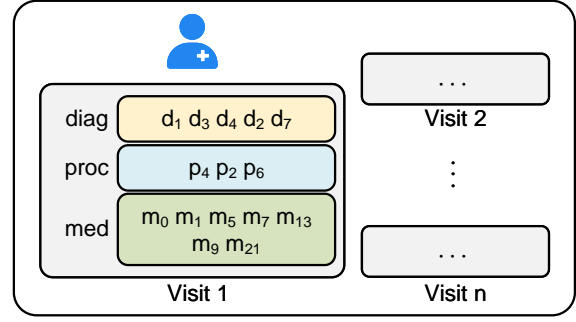 diag d₁ d₃ d₄ d₂ d₇
proc p₄ p₂ p₆
med m₀ m₁ m₅ m₇ m₁₃
m₉ m₂₁
Visit 1
...
Visit 2
⋮
...
Visit n